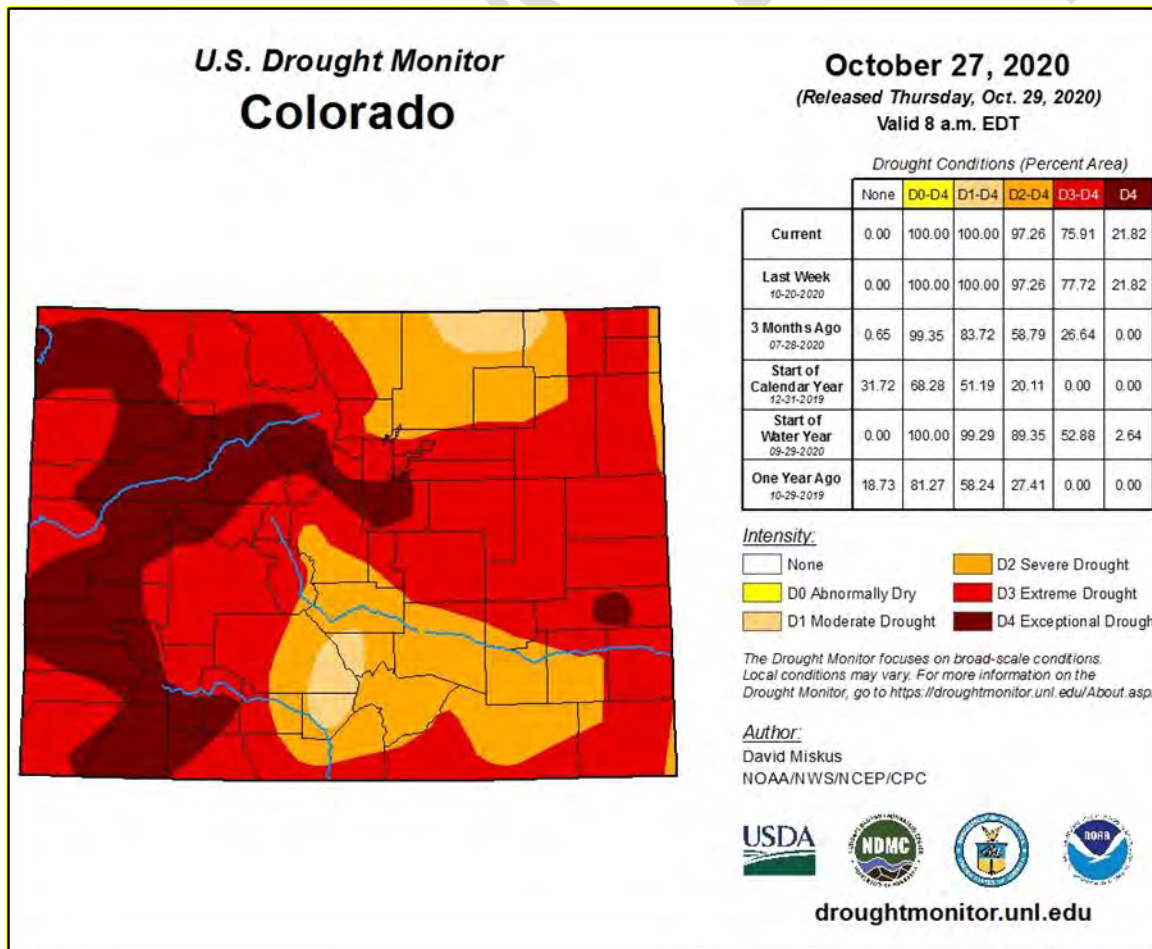 U.S. Drought Monitor
Colorado
October 27, 2020
(Released Thursday, Oct. 29, 2020)
Valid 8 a.m. EDT
Drought Conditions (Percent Area)
None D0-D4 D1-D4 D2-D4 D3-D4 D4
Current 0.00 100.00 100.00 97.26 75.91 21.82
Last Week
10-20-2020
0.00 100.00 100.00 97.26 77.72 21.82
3 Months Ago
07-28-2020
0.65 99.35 83.72 58.79 26.64 0.00
Start of
Calendar Year
12-31-2019
31.72 68.28 51.19 20.11 0.00 0.00
Start of
Water Year
09-29-2020
0.00 100.00 99.29 89.35 52.88 2.64
One Year Ago
10-29-2019
18.73 81.27 58.24 27.41 0.00 0.00
Intensity:
None
D0 Abnormally Dry
D1 Moderate Drought
D2 Severe Drought
D3 Extreme Drought
D4 Exceptional Drough
The Drought Monitor focuses on broad-scale conditions.
Local conditions may vary. For more information on the
Drought Monitor, go to https://droughtmonitor.unl.edu/About.asp
Author:
David Miskus
NOAA/NWS/NCEP/CPC
USDA
NDMC
NOAA
droughtmonitor.unl.edu